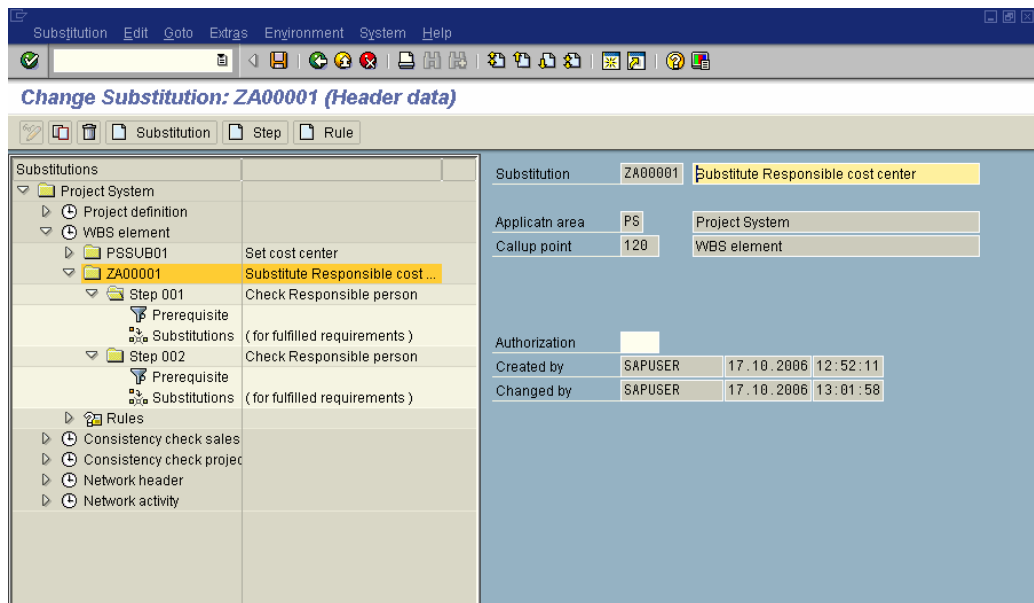 Substitution Edit Goto Extras Environment System Help
Change Substitution: ZA00001 (Header data)
Substitution Step Rule
Substitutions
Project System
Project definition
WBS element
PSSUB01 Set cost center
ZA00001 Substitute Responsible cost ...
Step 001 Check Responsible person
Prerequisite
Substitutions ( for fulfilled requirements )
Step 002 Check Responsible person
Prerequisite
Substitutions ( for fulfilled requirements )
Rules
Consistency check sales
Consistency check projec
Network header
Network activity
Substitution ZA00001 Substitute Responsible cost center
Applicatn area PS Project System
Callup point 120 WBS element
Authorization
Created by SAPUSER 17.10.2006 12:52:11
Changed by SAPUSER 17.10.2006 13:01:58